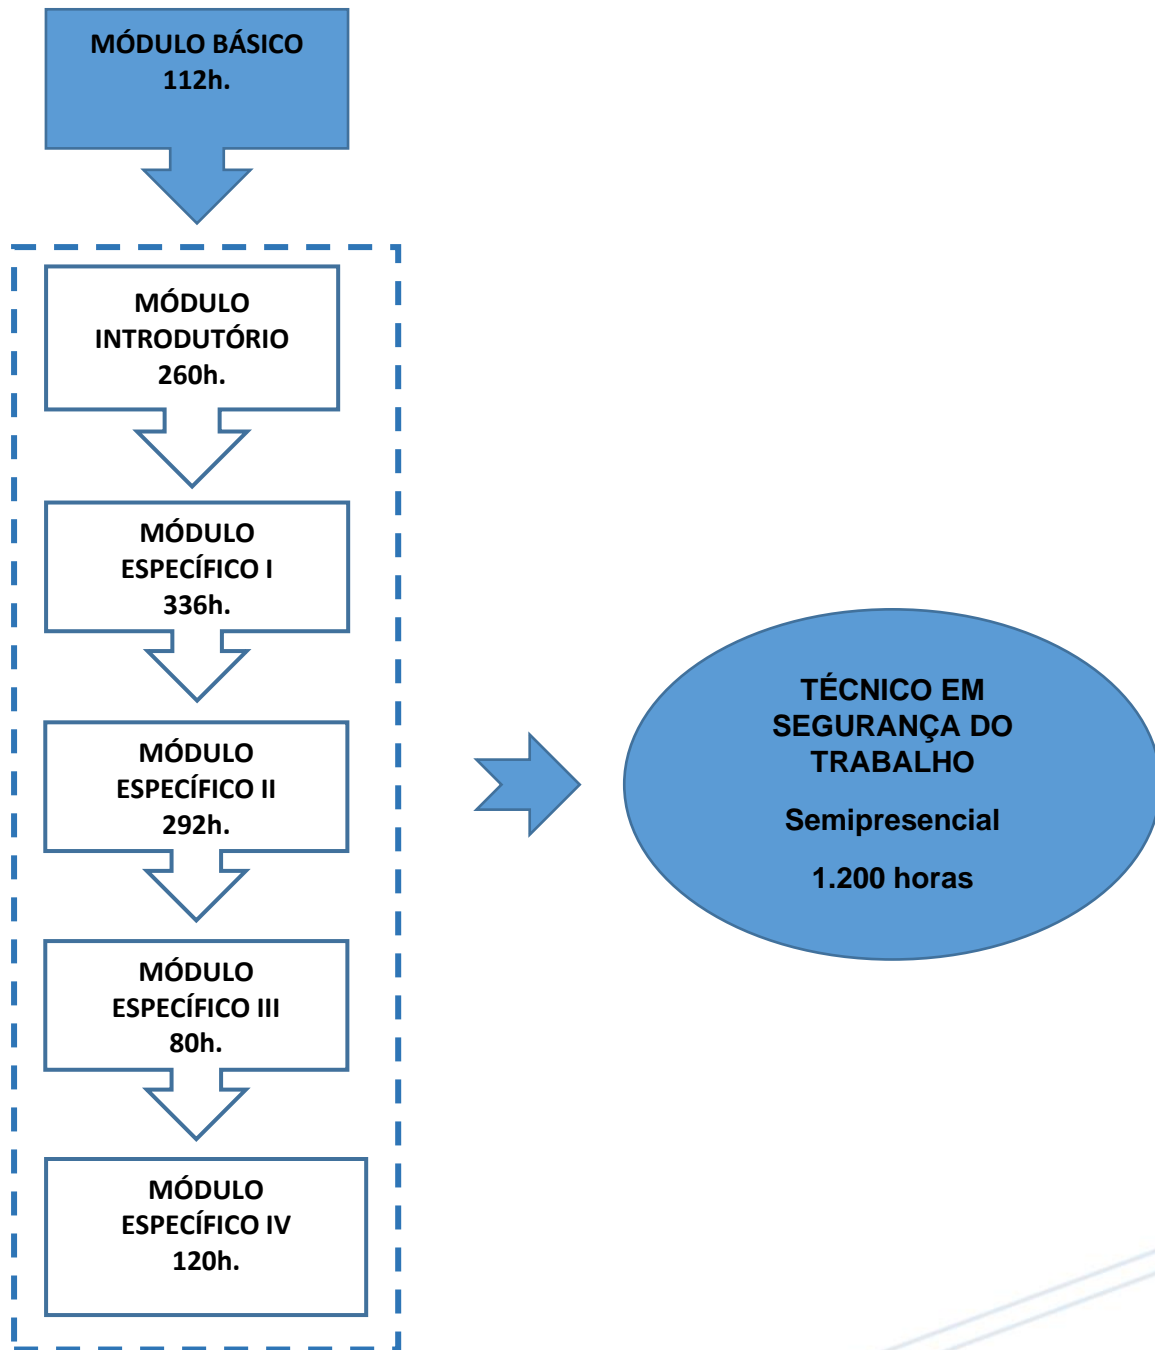 MÓDULO BÁSICO
112h.
MÓDULO
INTRODUTÓRIO
260h.
MÓDULO
ESPECÍFICO I
336h.
MÓDULO
ESPECÍFICO II
292h.
MÓDULO
ESPECÍFICO III
80h.
MÓDULO
ESPECÍFICO IV
120h.
TÉCNICO EM
SEGURANÇA DO
TRABALHO
Semipresencial
1.200 horas